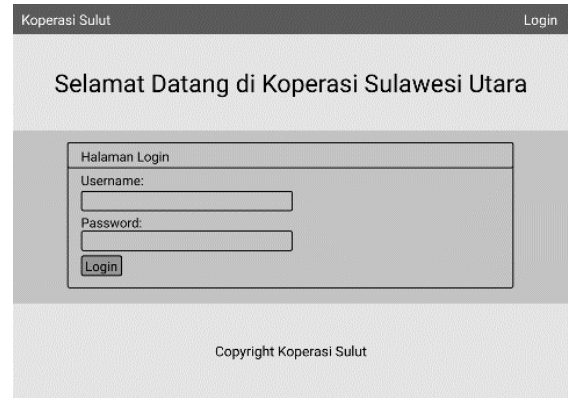 Koperasi Sulut Login
Selamat Datang di Koperasi Sulawesi Utara
Halaman Login
Username:
Password:
Login
Copyright Koperasi Sulut